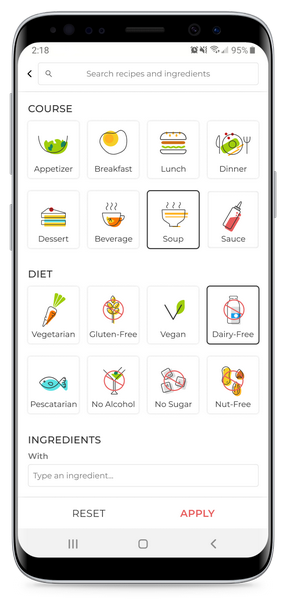 2:18
95%
Search recipes and ingredients
COURSE
Appetizer Breakfast Lunch Dinner
Dessert Beverage Soup Sauce
DIET
Vegetarian Gluten-Free Vegan Dairy-Free
Pescatarian No Alcohol No Sugar Nut-Free
INGREDIENTS
With
Type an ingredient...
RESET APPLY